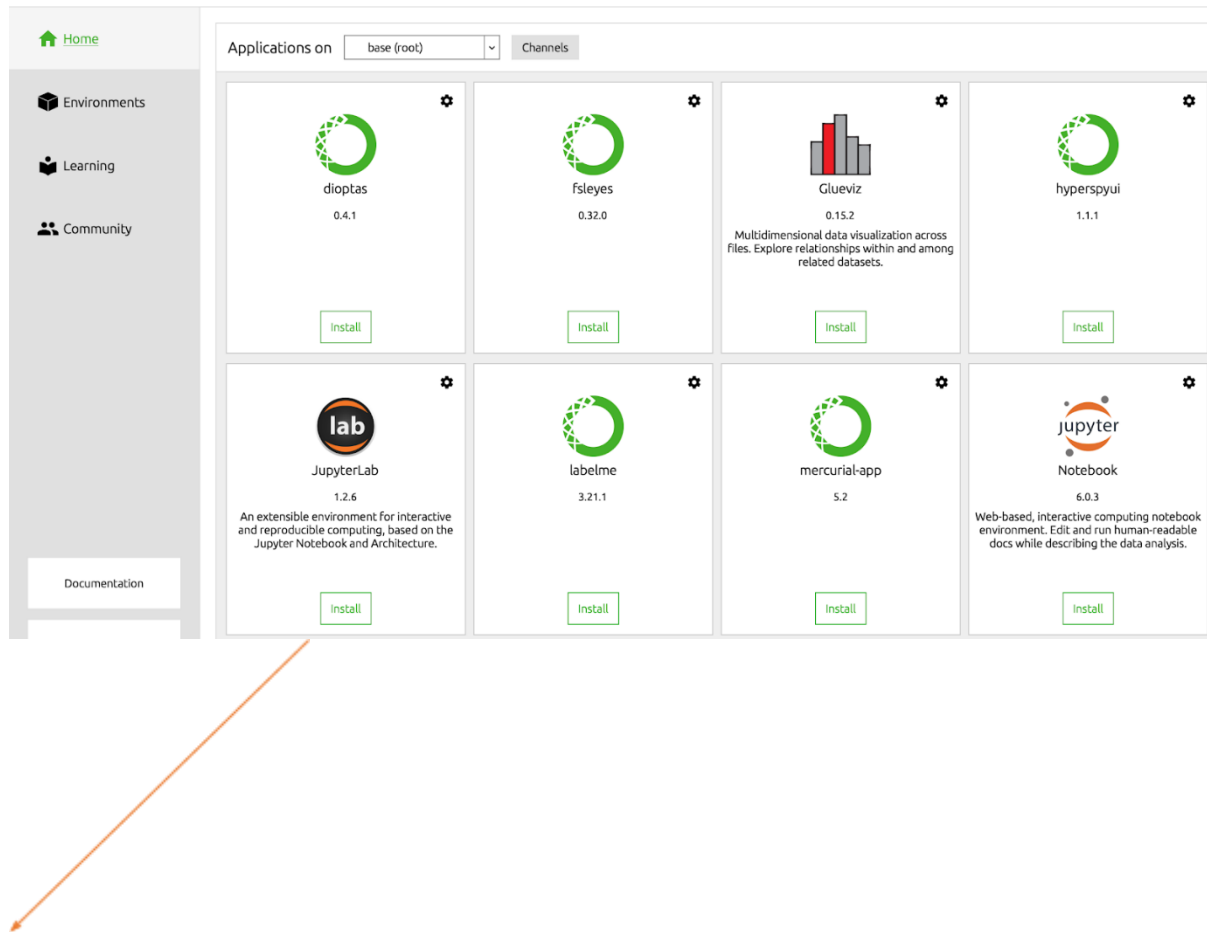 Home
Environments
Learning
Community
Documentation
Applications on
base (root)
Channels
dioptas
0.4.1
Install
fsleyes
0.32.0
Install
Glueviz
0.15.2
Multidimensional data visualization across
files. Explore relationships within and among
related datasets.
Install
hyperspyui
1.1.1
Install
lab
JupyterLab
1.2.6
An extensible environment for interactive
and reproducible computing, based on the
Jupyter Notebook and Architecture.
Install
labelme
3.21.1
Install
mercurial-app
5.2
Install
jupyter
Notebook
6.0.3
Web-based, interactive computing notebook
environment. Edit and run human-readable
docs while describing the data analysis.
Install